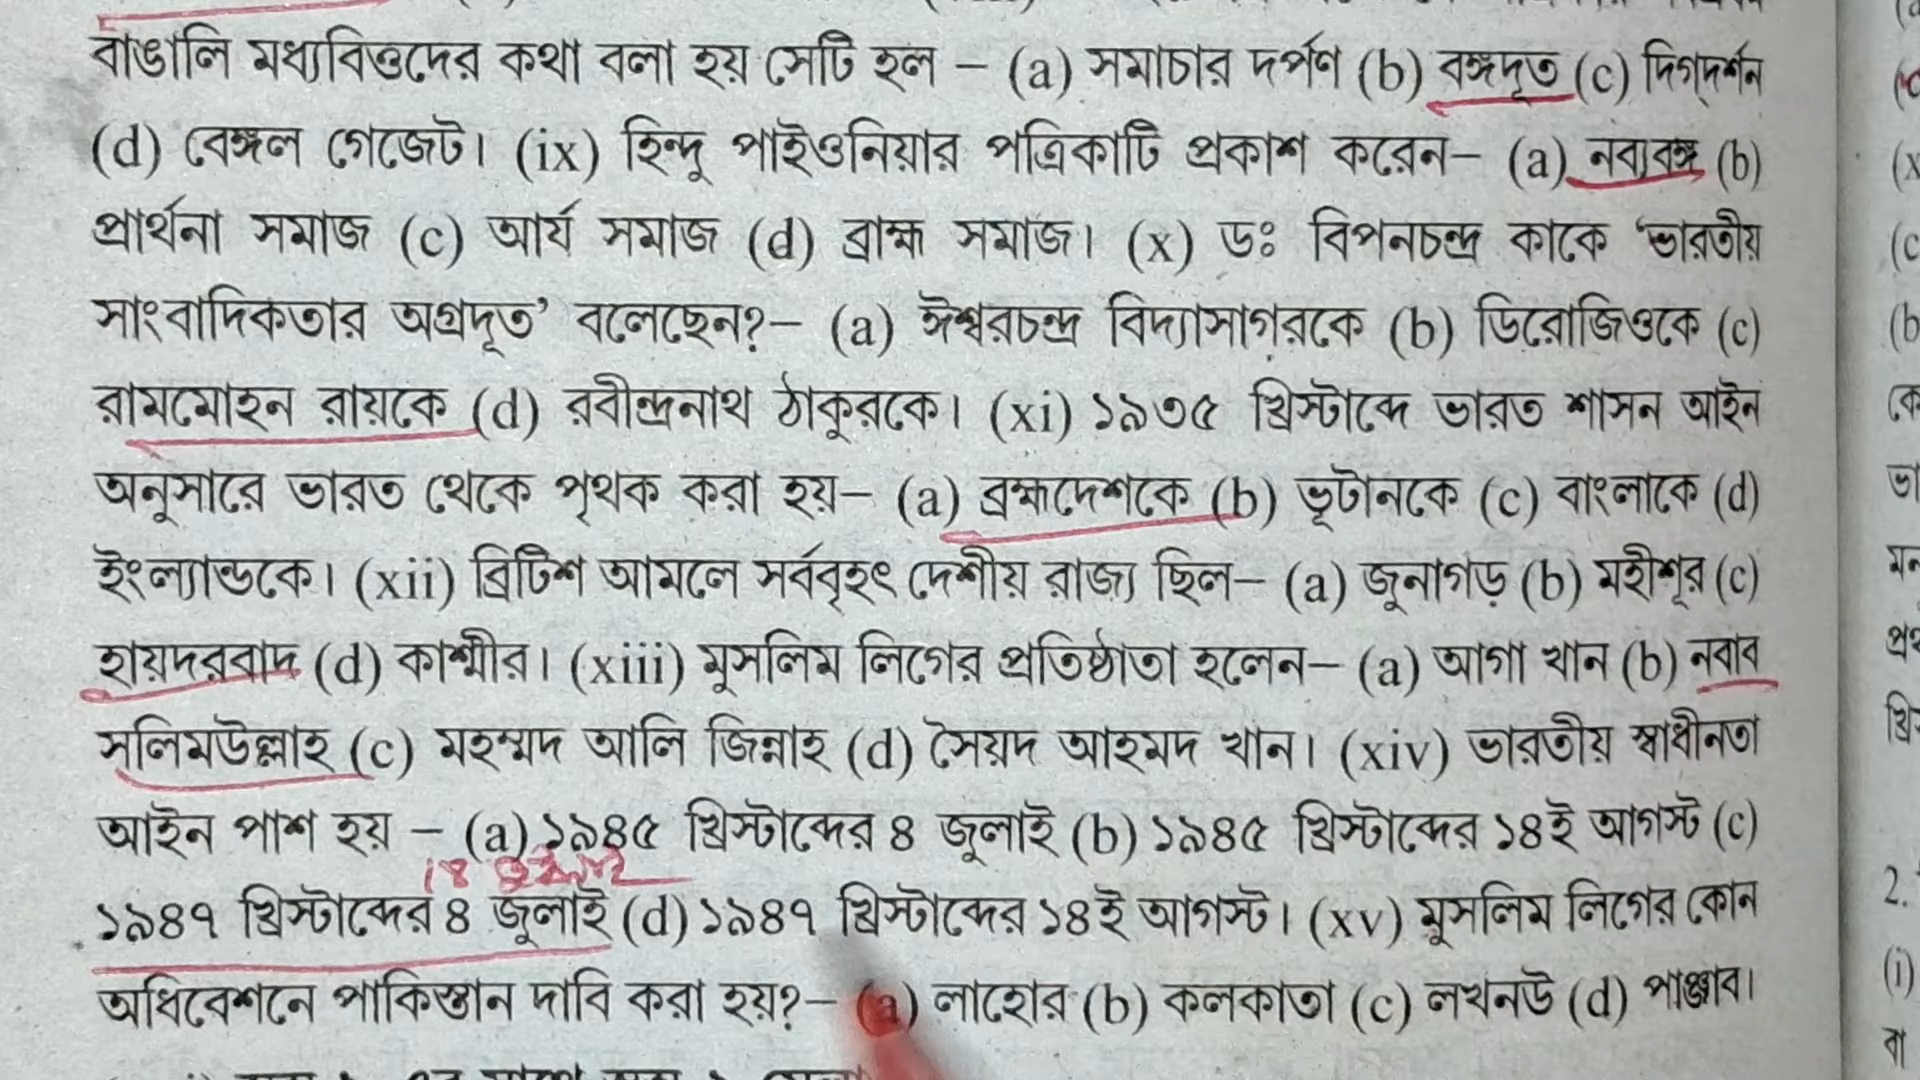 বাঙালি মধ্যবিত্তদের কথা বলা হয় সেটি হল – (a) সমাচার দর্পণ (b) বঙ্গদূত (c) দিগ্‌দর্শন
(d) বেঙ্গল গেজেট। (ix) হিন্দু পাইওনিয়ার পত্রিকাটি প্রকাশ করেন– (a) নব্যবঙ্গ (b)
প্রার্থনা সমাজ (c) আর্য সমাজ (d) ব্রাহ্ম সমাজ। (x) ডঃ বিপনচন্দ্র কাকে ‘ভারতীয়
সাংবাদিকতার অগ্রদূত’ বলেছেন?– (a) ঈশ্বরচন্দ্র বিদ্যাসাগরকে (b) ডিরোজিওকে (c)
রামমোহন রায়কে (d) রবীন্দ্রনাথ ঠাকুরকে। (xi) ১৯৩৫ খ্রিস্টাব্দে ভারত শাসন আইন
অনুসারে ভারত থেকে পৃথক করা হয়– (a) ব্রহ্মদেশকে (b) ভূটানকে (c) বাংলাকে (d)
ইংল্যান্ডকে। (xii) ব্রিটিশ আমলে সর্ববৃহৎ দেশীয় রাজ্য ছিল– (a) জুনাগড় (b) মহীশূর (c)
হায়দরবাদ (d) কাশ্মীর। (xiii) মুসলিম লিগের প্রতিষ্ঠাতা হলেন– (a) আগা খান (b) নবাব
সলিমউল্লাহ (c) মহম্মদ আলি জিন্নাহ (d) সৈয়দ আহমদ খান। (xiv) ভারতীয় স্বাধীনতা
আইন পাশ হয় – (a) ১৯৪৫ খ্রিস্টাব্দের ৪ জুলাই (b) ১৯৪৫ খ্রিস্টাব্দের ১৪ই আগস্ট (c)
১৯৪৭ খ্রিস্টাব্দের ৪ জুলাই (d) ১৯৪৭ খ্রিস্টাব্দের ১৪ই আগস্ট। (xv) মুসলিম লিগের কোন
অধিবেশনে পাকিস্তান দাবি করা হয়?– (a) লাহোর (b) কলকাতা (c) লখনউ (d) পাঞ্জাব।
2.
(i)